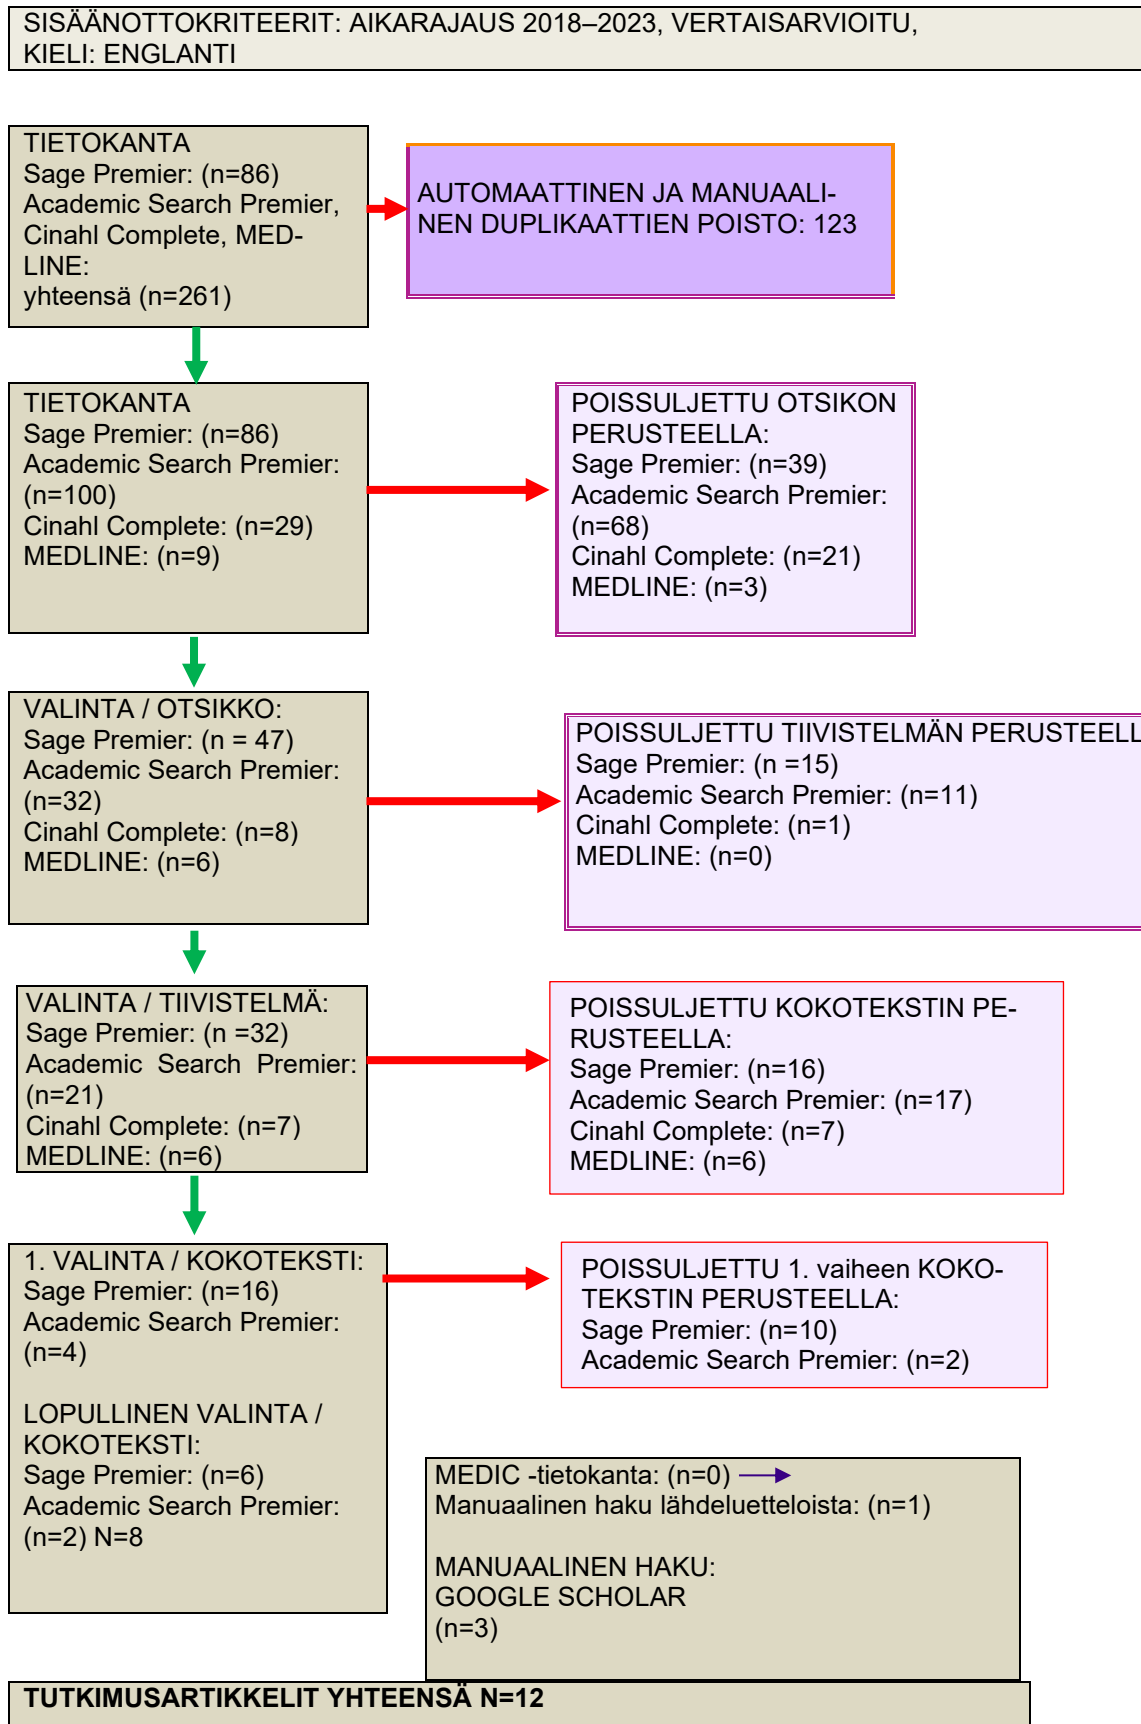 SISÄÄNOTTOKRITEERIT: AIKARAJAUS 2018–2023, VERTAISARVIOITU,
KIELI: ENGLANTI
TIETOKANTA
Sage Premier: (n=86)
Academic Search Premier,
Cinahl Complete, MED-
LINE:
yhteensä (n=261)
AUTOMAATTINEN JA MANUAALI-
NEN DUPLIKAATTIEN POISTO: 123
TIETOKANTA
Sage Premier: (n=86)
Academic Search Premier:
(n=100)
Cinahl Complete: (n=29)
MEDLINE: (n=9)
POISSULJETTU OTSIKON
PERUSTEELLA:
Sage Premier: (n=39)
Academic Search Premier:
(n=68)
Cinahl Complete: (n=21)
MEDLINE: (n=3)
VALINTA / OTSIKKO:
Sage Premier: (n = 47)
Academic Search Premier:
(n=32)
Cinahl Complete: (n=8)
MEDLINE: (n=6)
POISSULJETTU TIIVISTELMÄN PERUSTEELL
Sage Premier: (n =15)
Academic Search Premier: (n=11)
Cinahl Complete: (n=1)
MEDLINE: (n=0)
VALINTA / TIIVISTELMÄ:
Sage Premier: (n =32)
Academic Search Premier:
(n=21)
Cinahl Complete: (n=7)
MEDLINE: (n=6)
POISSULJETTU KOKOTEKSTIN PE-
RUSTEELLA:
Sage Premier: (n=16)
Academic Search Premier: (n=17)
Cinahl Complete: (n=7)
MEDLINE: (n=6)
1. VALINTA / KOKOTEKSTI:
Sage Premier: (n=16)
Academic Search Premier:
(n=4)
LOPULLINEN VALINTA /
KOKOTEKSTI:
Sage Premier: (n=6)
Academic Search Premier:
(n=2) N=8
POISSULJETTU 1. vaiheen KOKO-
TEKSTIN PERUSTEELLA:
Sage Premier: (n=10)
Academic Search Premier: (n=2)
MEDIC -tietokanta: (n=0)
Manuaalinen haku lähdeluetteloista: (n=1)
MANUAALINEN HAKU:
GOOGLE SCHOLAR
(n=3)
TUTKIMUSARTIKKELIT YHTEENSÄ N=12